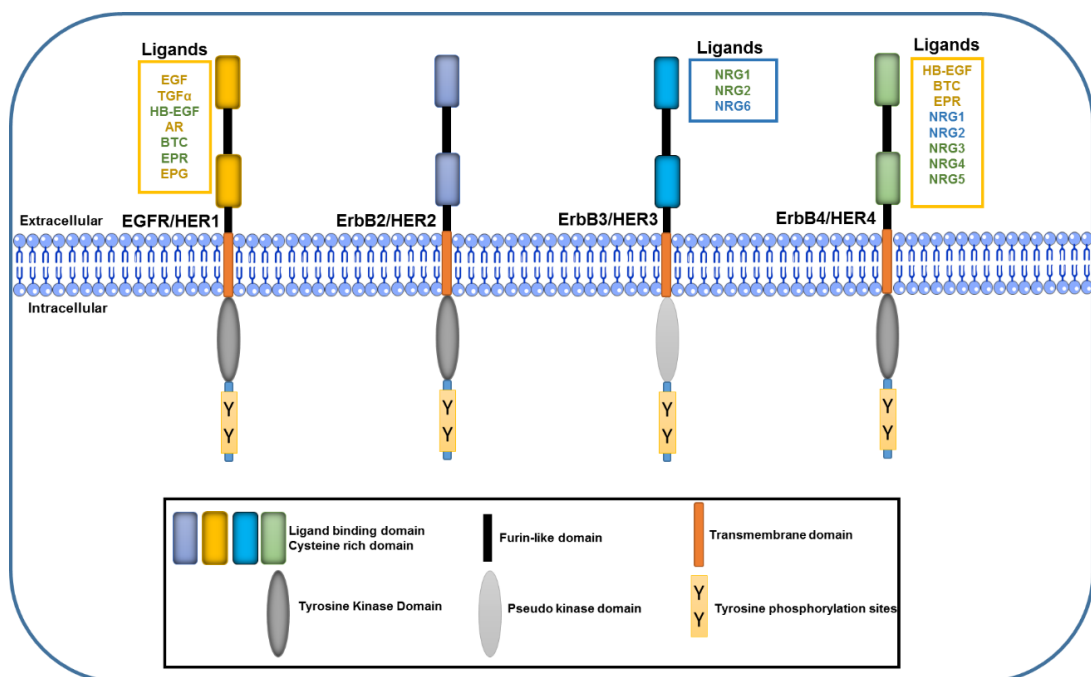 Ligands
EGF
TGFα
HB-EGF
AR
BTC
EPR
EPG
Ligands
NRG1
NRG2
NRG6
Ligands
HB-EGF
BTC
EPR
NRG1
NRG2
NRG3
NRG4
NRG5
Extracellular
EGFR/HER1
ErbB2/HER2
ErbB3/HER3
ErbB4/HER4
Intracellular
Y
Y
Y
Y
Y
Y
Y
Y
Ligand binding domain
Cysteine rich domain
Furin-like domain
Transmembrane domain
Tyrosine Kinase Domain
Pseudo kinase domain
Y
Y
Tyrosine phosphorylation sites